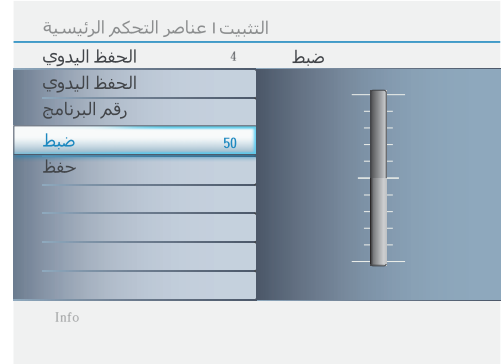 التثبيت ا عناصر التحكم الرئيسية
الحفظ اليدوي 4 ضبط
الحفظ اليدوي
رقم البرنامج
ضبط 50
حفظ
Info